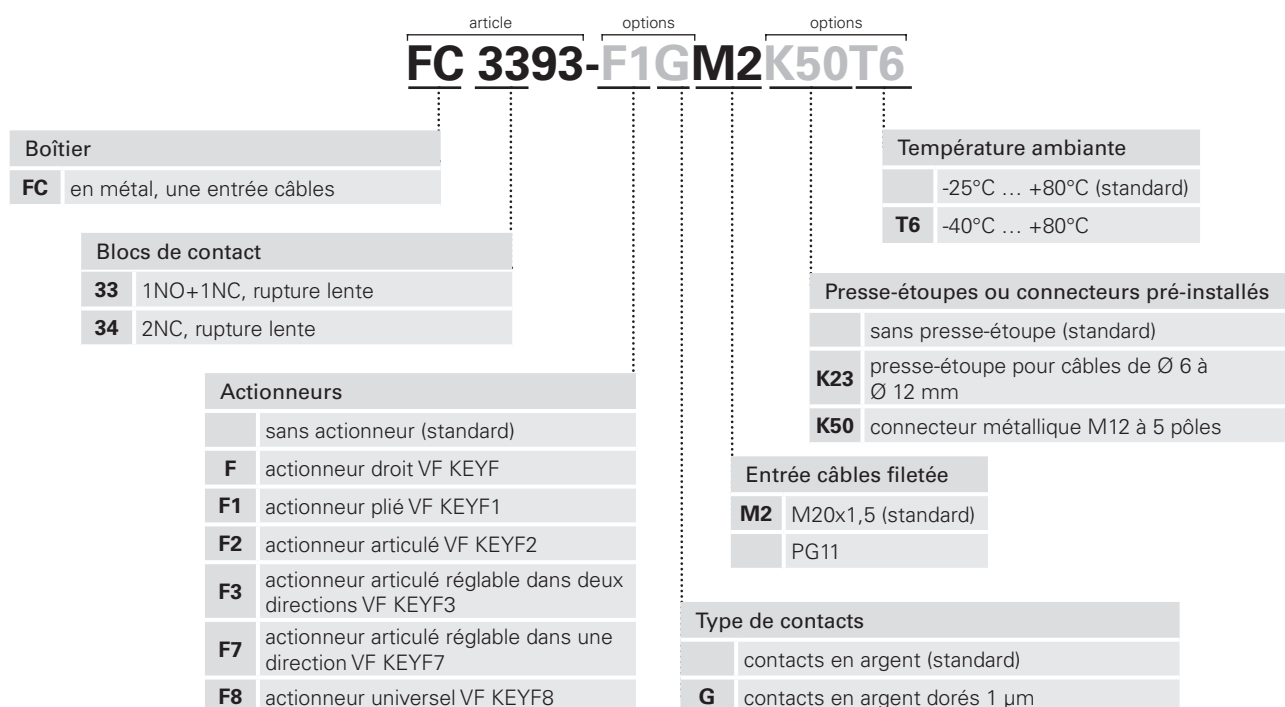 article options options
FC 3393-F1GM2K50T6
Boîtier
FC en métal, une entrée câbles
Blocs de contact
33 1NO+1NC, rupture lente
34 2NC, rupture lente
Actionneurs
sans actionneur (standard)
F actionneur droit VF KEYF
F1 actionneur plié VF KEYF1
F2 actionneur articulé VF KEYF2
F3 actionneur articulé réglable dans deux
directions VF KEYF3
F7 actionneur articulé réglable dans une
direction VF KEYF7
F8 actionneur universel VF KEYF8
Température ambiante
-25°C … +80°C (standard)
T6 -40°C … +80°C
Presse-étoupes ou connecteurs pré-installés
sans presse-étoupe (standard)
K23 presse-étoupe pour câbles de Ø 6 à
Ø 12 mm
K50 connecteur métallique M12 à 5 pôles
Entrée câbles filetée
M2 M20x1,5 (standard)
PG11
Type de contacts
contacts en argent (standard)
G contacts en argent dorés 1 µm